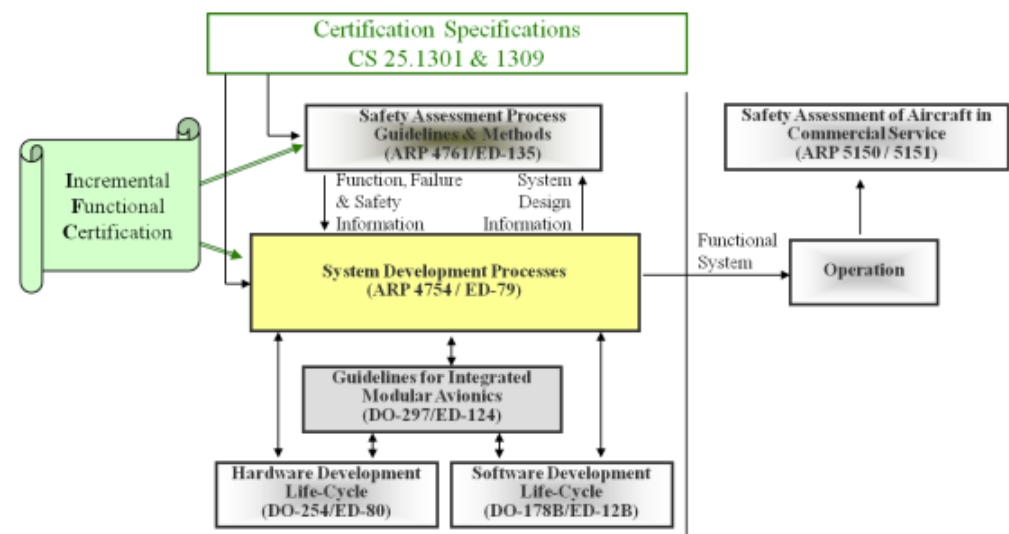 Certification Specifications
CS 25.1301 & 1309
Safety Assessment Process
Guidelines & Methods
(ARP 4761/ED-135)
Safety Assessment of Aircraft in
Commercial Service
(ARP 5150 / 5151)
Incremental
Functional
Certification
Function, Failure
& Safety
Information
System
Design
Information
System Development Processes
(ARP 4754 / ED-79)
Functional
System
Operation
Guidelines for Integrated
Modular Avionics
(DO-297/ED-124)
Hardware Development
Life-Cycle
(DO-254/ED-80)
Software Development
Life-Cycle
(DO-178B/ED-12B)